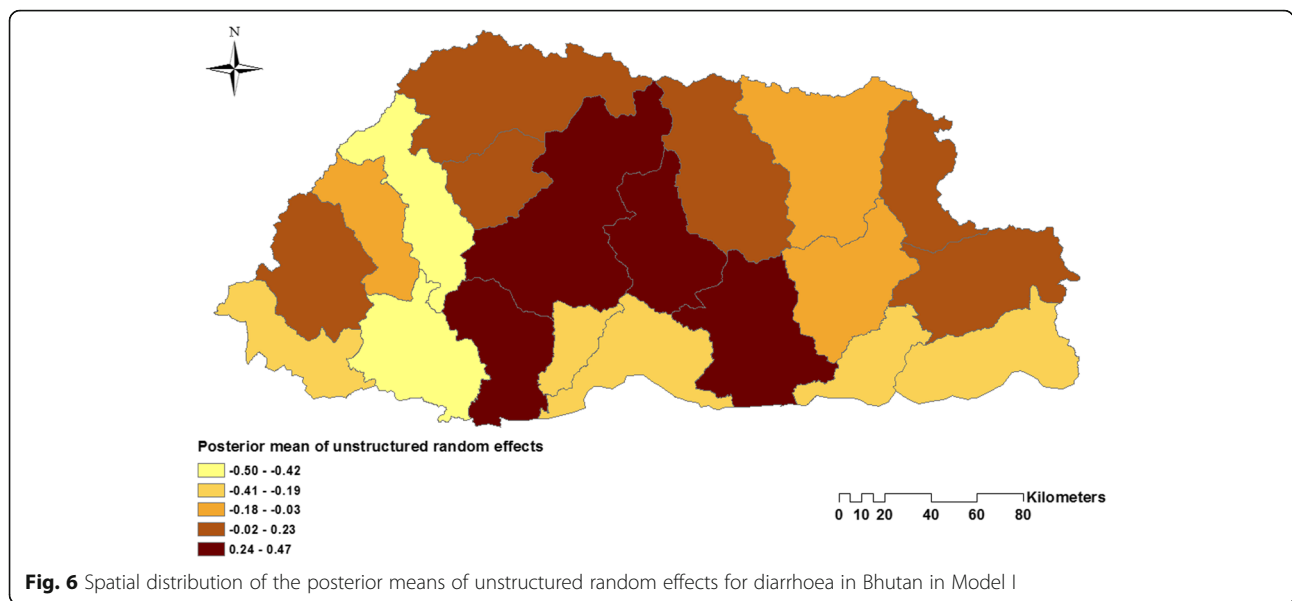 N
Posterior mean of unstructured random effects
-0.50 - -0.42
-0.41 - -0.19
-0.18 - -0.03
-0.02 - 0.23
0.24 - 0.47
Kilometers
0 10 20 40 60 80
Fig. 6 Spatial distribution of the posterior means of unstructured random effects for diarrhoea in Bhutan in Model I